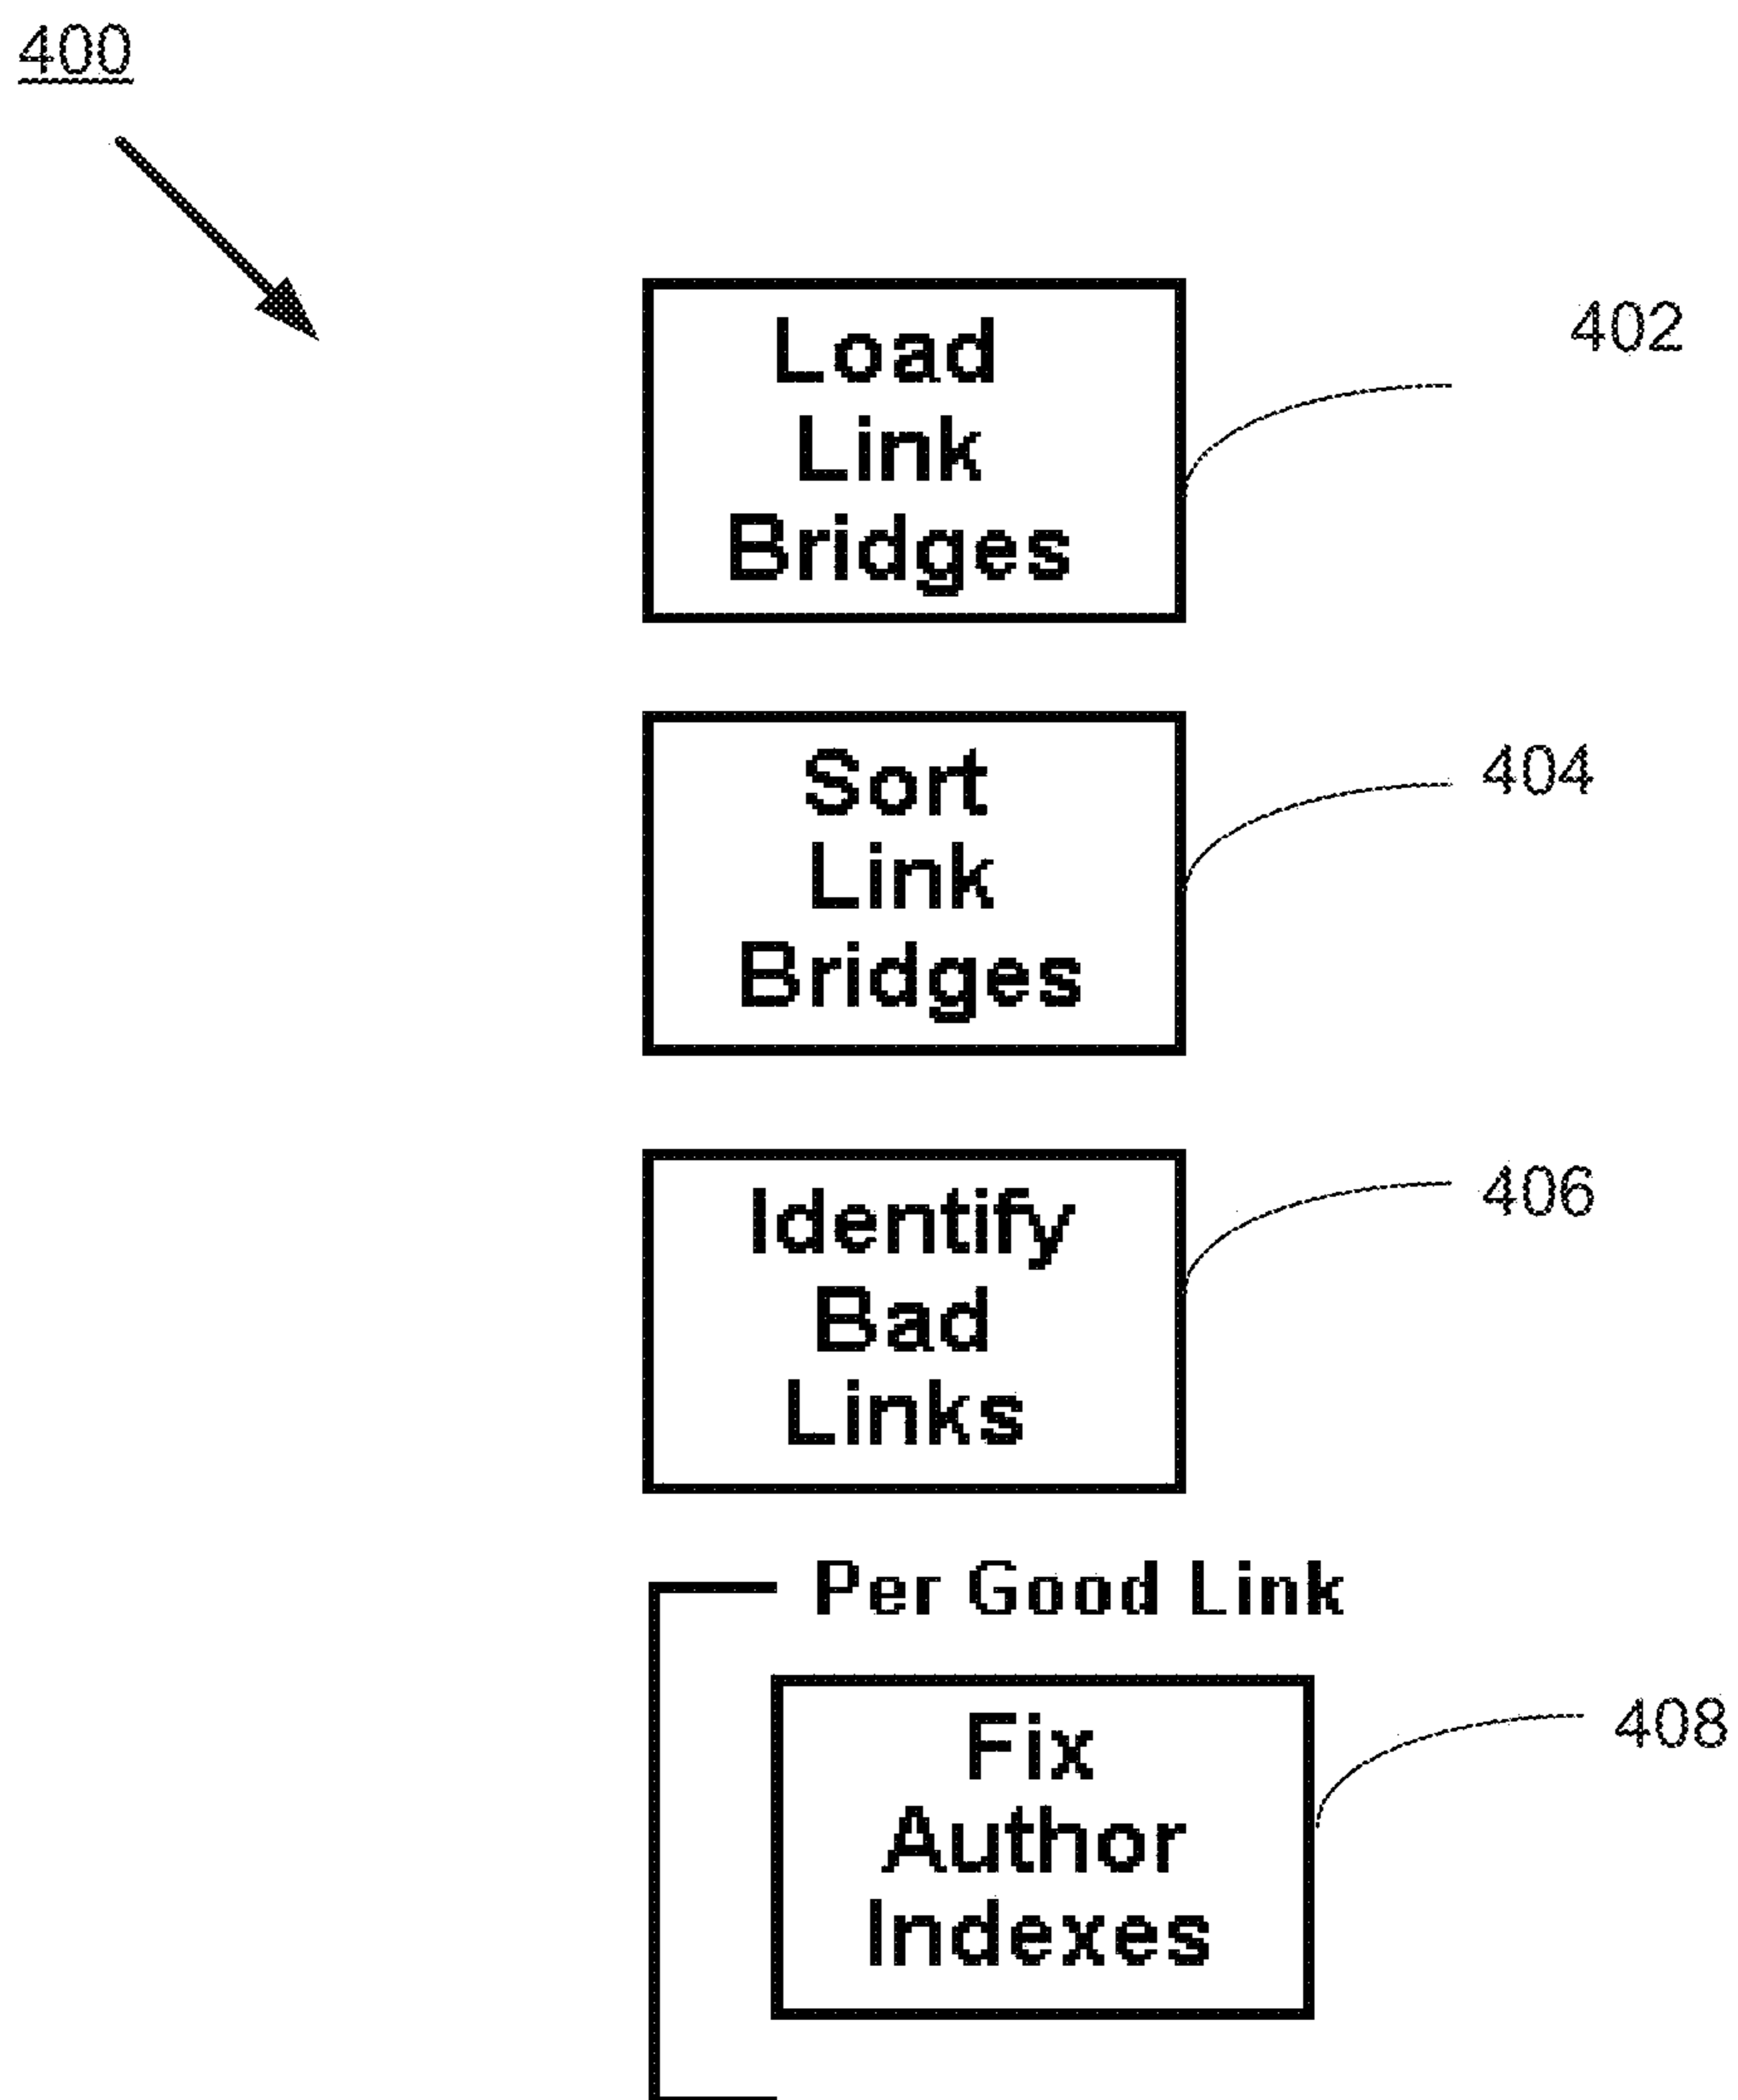 400
Load
Link
Bridges
402
Sort
Link
Bridges
404
Identify
Bad
Links
406
Per Good Link
Fix
Author
Indexes
408